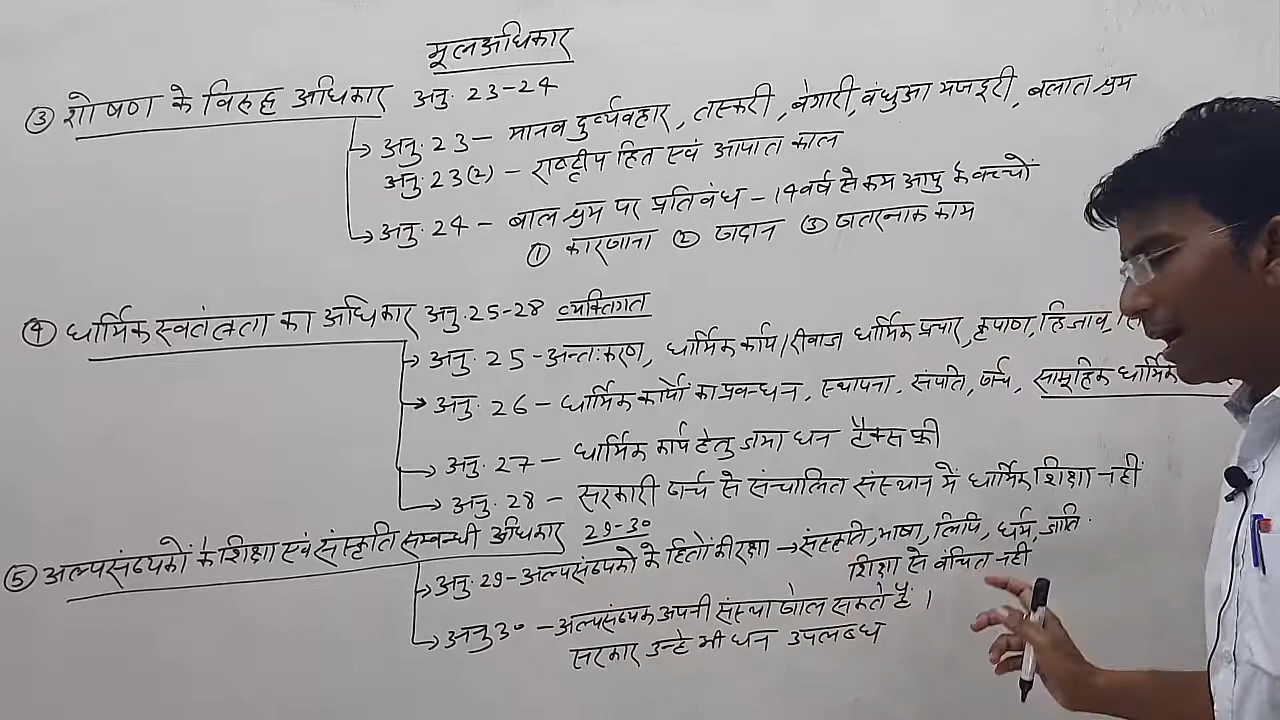 मूल अधिकार
③ शोषण के विरुद्ध अधिकार अनु. 23-24
अनु. 23 - मानव दुर्व्यवहार, तस्करी, बेगारी, बंधुआ मजदूरी, बलात श्रम
अनु. 23(2) - राष्ट्रीय हित एवं आपात काल
अनु. 24 - बाल श्रम पर प्रतिबंध - 14 वर्ष से कम आयु के बच्चों
① कारखाना ② खदान ③ खतरनाक काम
④ धार्मिक स्वतंत्रता का अधिकार अनु. 25-28 व्यक्तिगत
अनु. 25 - अन्तःकरण, धार्मिक कार्य/रीवाज धार्मिक प्रचार, कृपाण, हिजाब,
अनु. 26 - धार्मिक कार्यों का प्रबन्धन, स्थापना, संपति, खर्च, सामूहिक धार्मिक
अनु. 27 - धार्मिक कार्य हेतु जमा धन टैक्स फ्री
अनु. 28 - सरकारी खर्च से संचालित संस्थान में धार्मिक शिक्षा नही
⑤ अल्पसंख्यकों के शिक्षा एवं संस्कृति सम्बन्धी अधिकार 29-30
अनु. 29 - अल्पसंख्यको के हितों की रक्षा → संस्कृति, भाषा, लिपि, धर्म, जाति.
शिक्षा से वंचित नही
अनु 30 - अल्पसंख्यक अपनी संस्था खोल सकते हैं।
सरकार उन्हे भी धन उपलब्ध